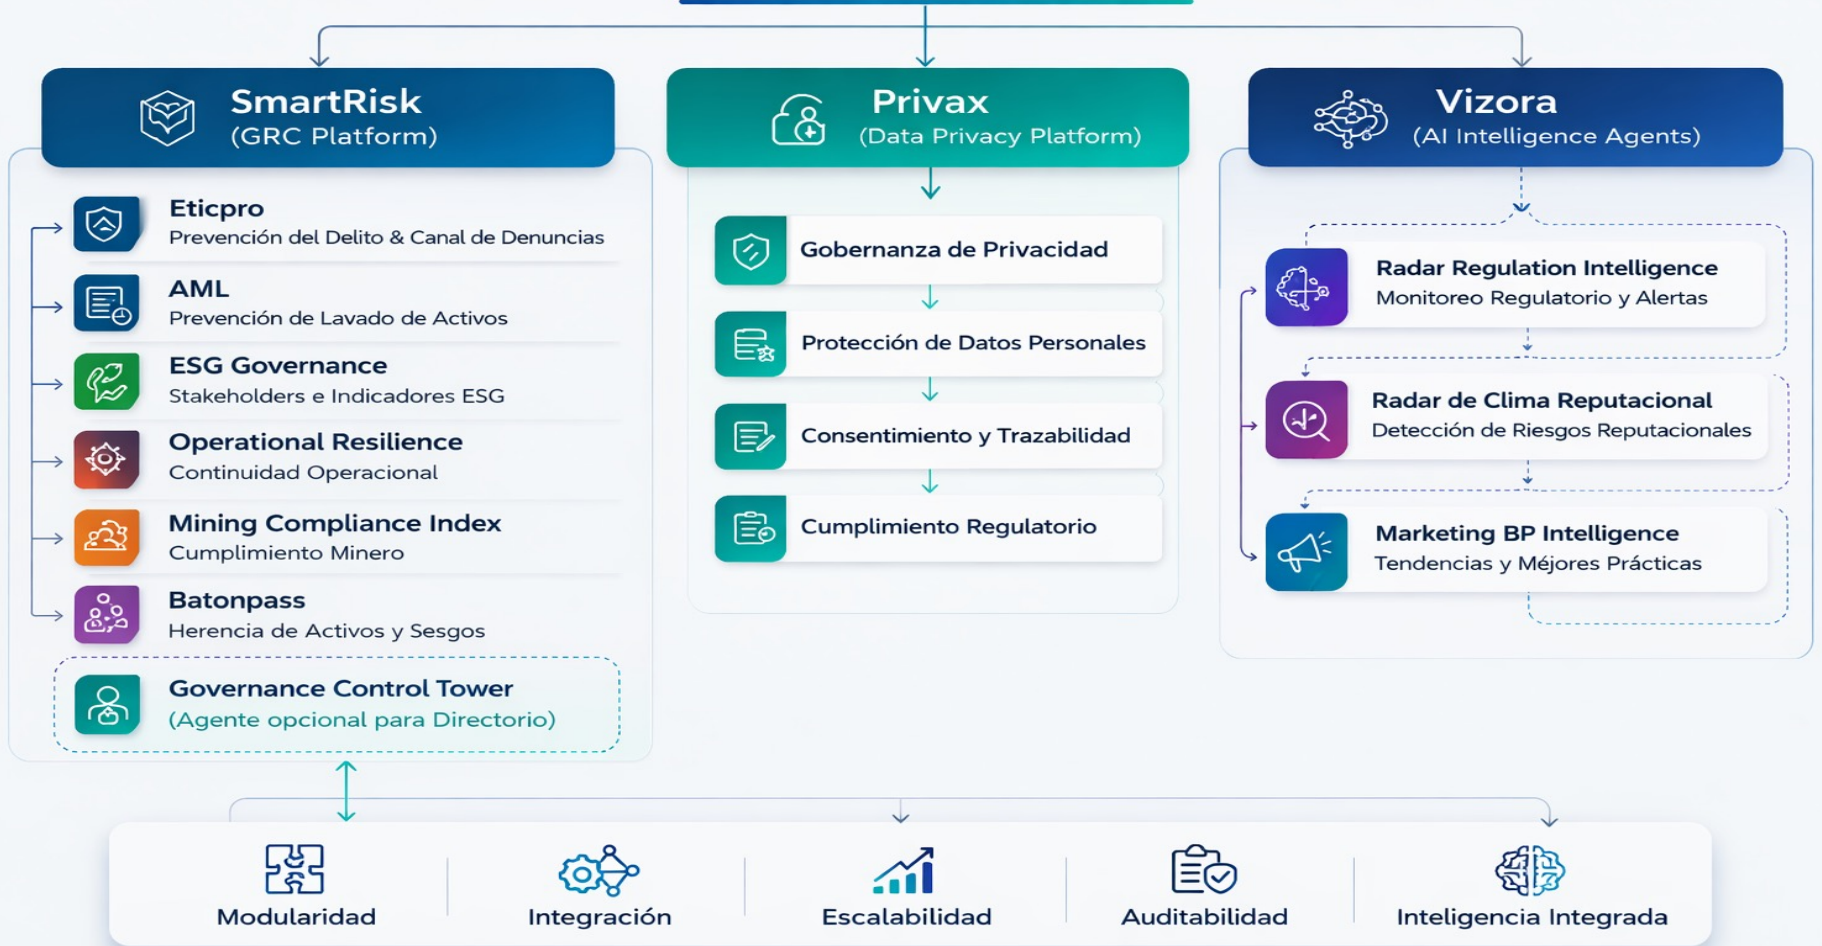 SmartRisk
(GRC Platform)
Eticpro
Prevención del Delito & Canal de Denuncias
AML
Prevención de Lavado de Activos
ESG Governance
Stakeholders e Indicadores ESG
Operational Resilience
Continuidad Operacional
Mining Compliance Index
Cumplimiento Minero
Batonpass
Herencia de Activos y Sesgos
Governance Control Tower
(Agente opcional para Directorio)
Privax
(Data Privacy Platform)
Gobernanza de Privacidad
Protección de Datos Personales
Consentimiento y Trazabilidad
Cumplimiento Regulatorio
Vizora
(AI Intelligence Agents)
Radar Regulation Intelligence
Monitoreo Regulatorio y Alertas
Radar de Clima Reputacional
Detección de Riesgos Reputacionales
Marketing BP Intelligence
Tendencias y Méjores Prácticas
Modularidad
Integración
Escalabilidad
Auditabilidad
Inteligencia Integrada